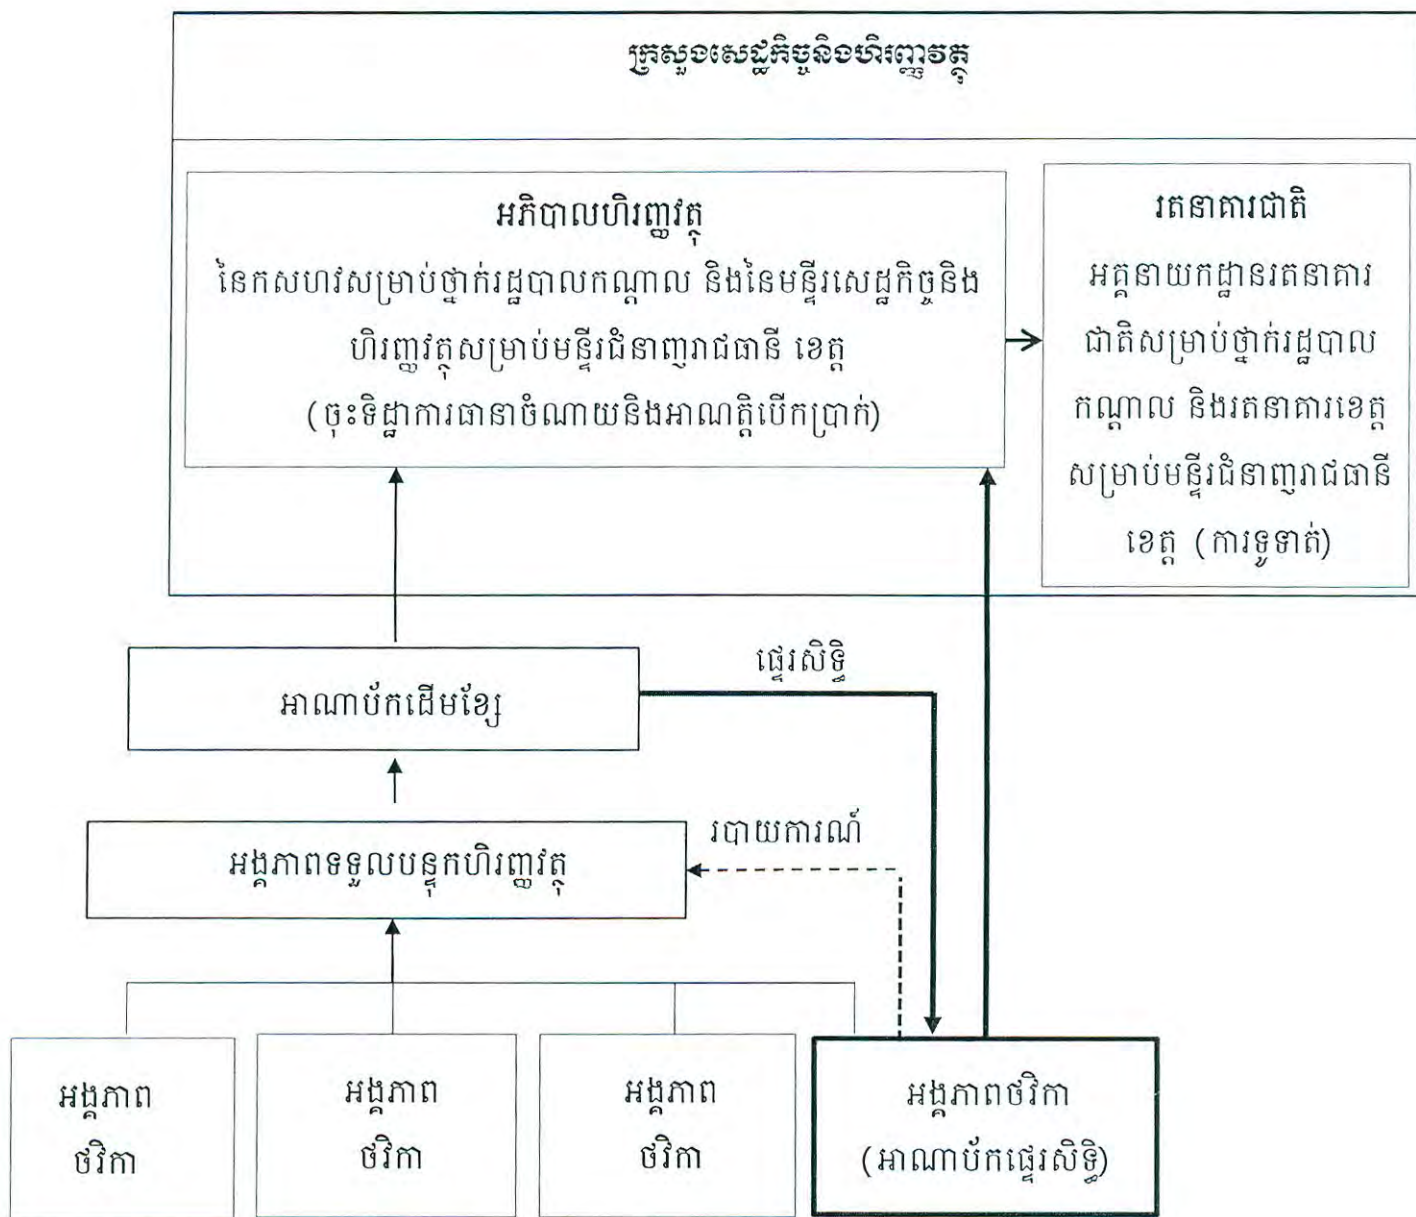 ក្រសួងសេដ្ឋកិច្ចនិងហិរញ្ញវត្ថុ
អភិបាលហិរញ្ញវត្ថុ
នៃកសហវសម្រាប់ថ្នាក់រដ្ឋបាលកណ្តាល និងនៃមន្ទីរសេដ្ឋកិច្ចនិង
ហិរញ្ញវត្ថុសម្រាប់មន្ទីរជំនាញរាជធានី ខេត្ត
(ចុះទិដ្ឋាការធានាចំណាយនិងអាណត្តិបើកប្រាក់)
រតនាគារជាតិ
អគ្គនាយកដ្ឋានរតនាគារ
ជាតិសម្រាប់ថ្នាក់រដ្ឋបាល
កណ្តាល និងរតនាគារខេត្ត
សម្រាប់មន្ទីរជំនាញរាជធានី
ខេត្ត (ការទូទាត់)
ផ្ទេរសិទ្ធិ
អាណាប័កដើមខ្សែ
របាយការណ៍
អង្គភាពទទួលបន្ទុកហិរញ្ញវត្ថុ
អង្គភាព
ថវិកា
អង្គភាព
ថវិកា
អង្គភាព
ថវិកា
អង្គភាពថវិកា
(អាណាប័កផ្ទេរសិទ្ធិ)